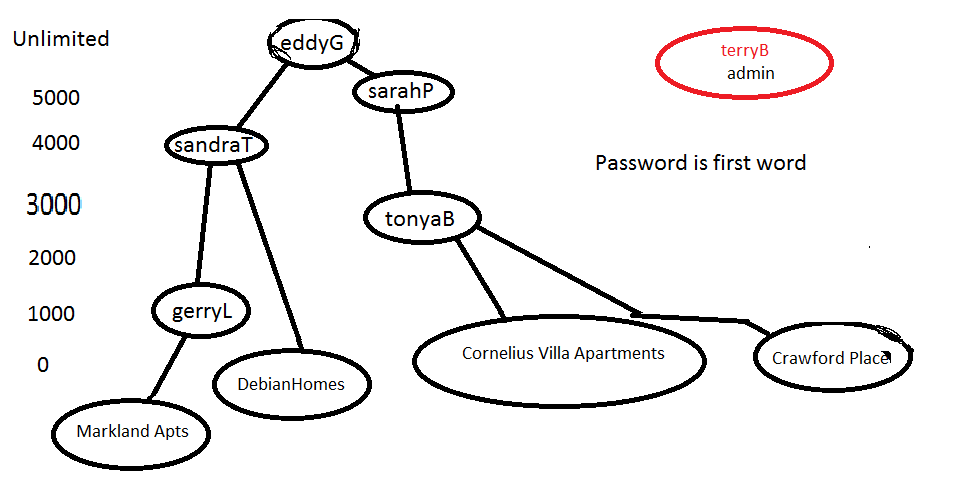 Unlimited
eddyG
terryB
admin
5000
sarahP
4000
sandraT
Password is first word
3000
tonyaB
2000
1000
gerryL
0
Cornelius Villa Apartments
Crawford Place
DebianHomes
Markland Apts